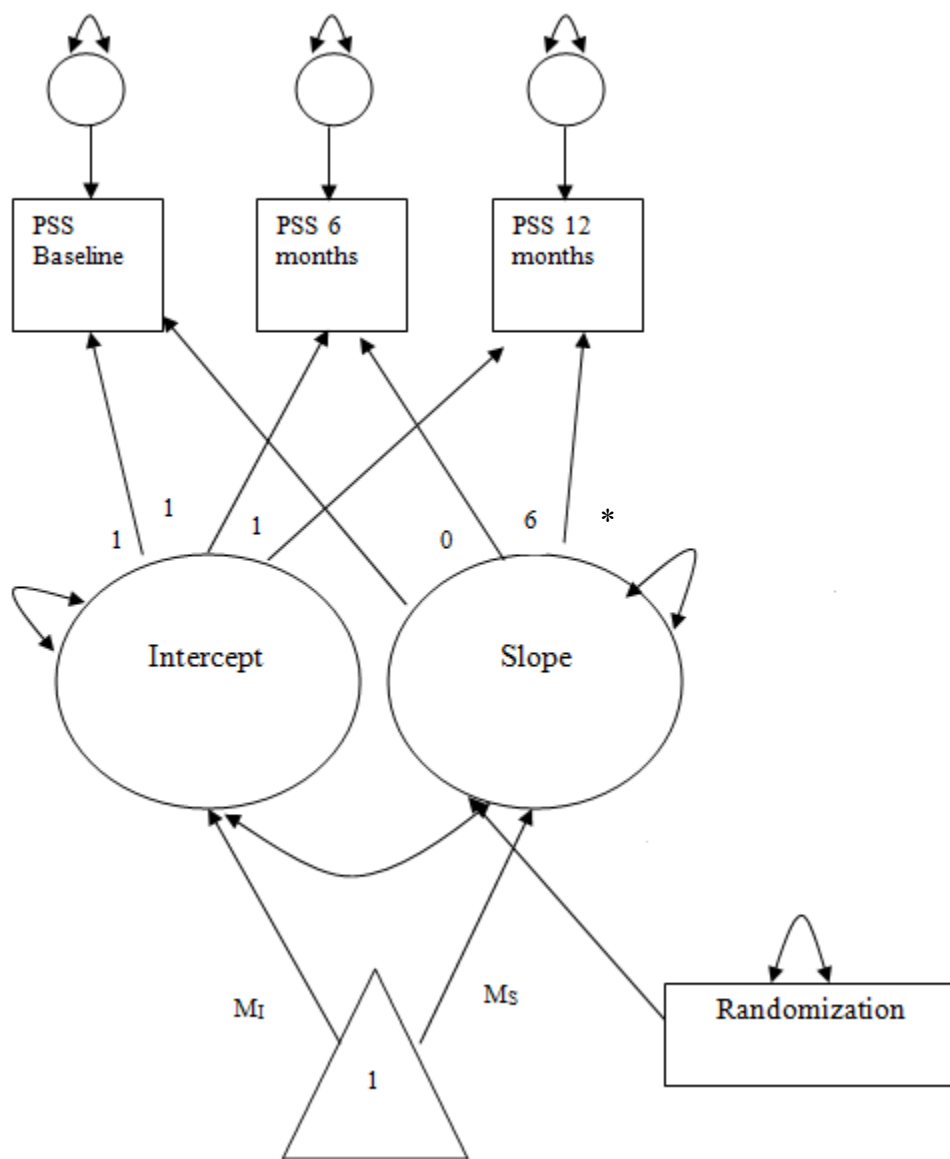 PSS
Baseline
PSS 6
months
PSS 12
months
1
1
1
0
6
*
Intercept
Slope
MI
MS
Randomization
1